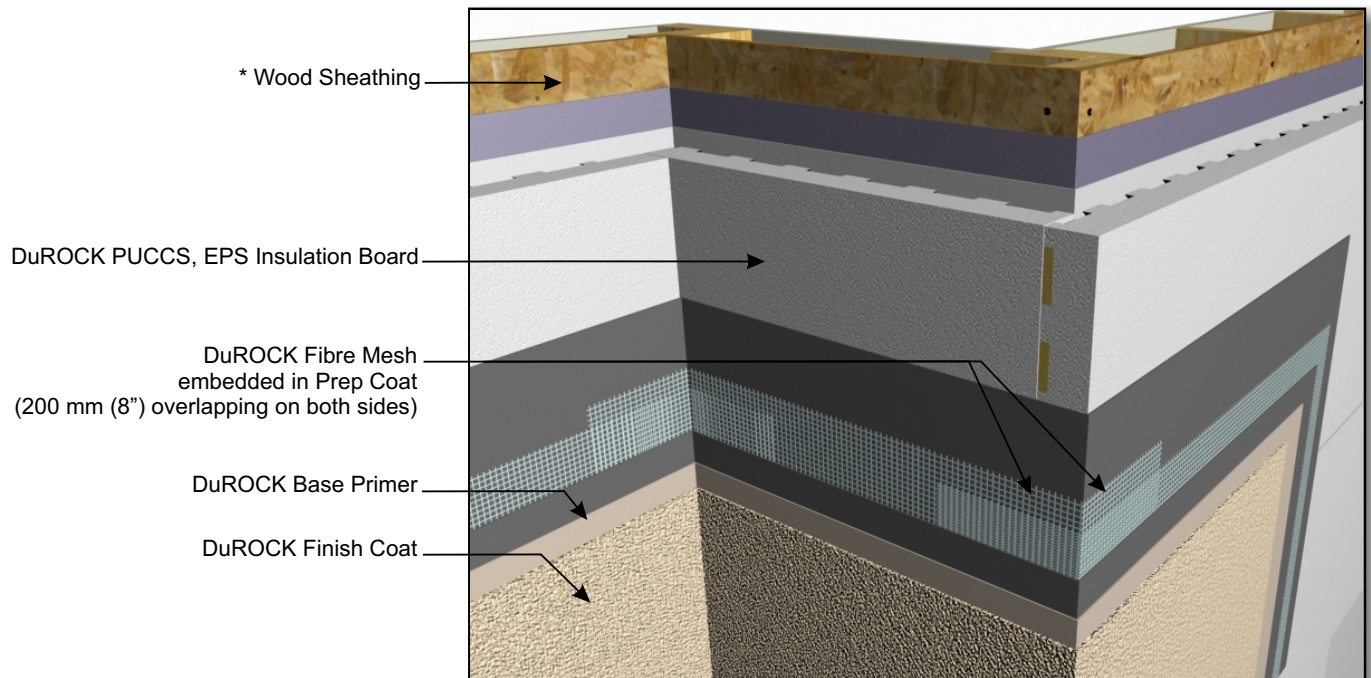 * Wood Sheathing
DuROCK PUCCS, EPS Insulation Board
DuROCK Fibre Mesh
embedded in Prep Coat
(200 mm (8”) overlapping on both sides)
DuROCK Base Primer
DuROCK Finish Coat